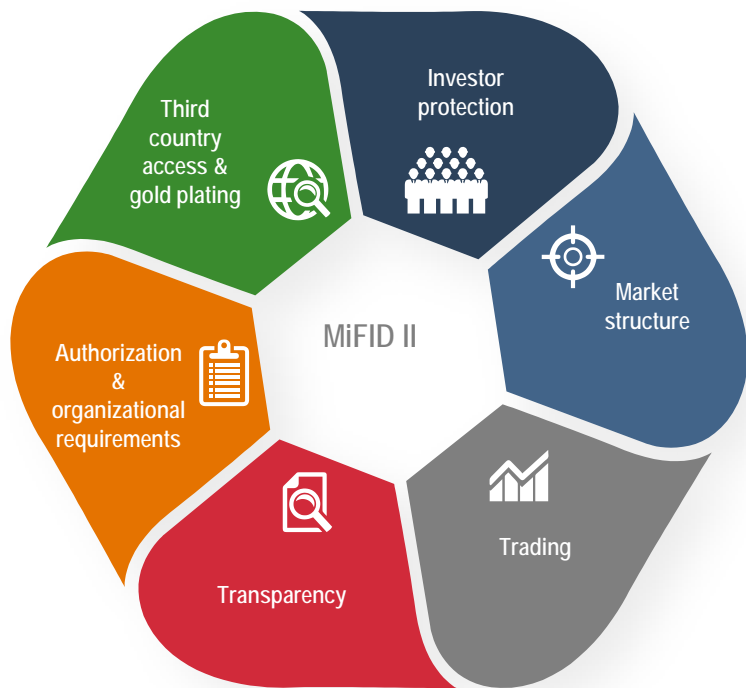 Investor
protection
Third
country
access &
gold plating
Market
structure
MiFID II
Authorization
&
organizational
requirements
Trading
Transparency